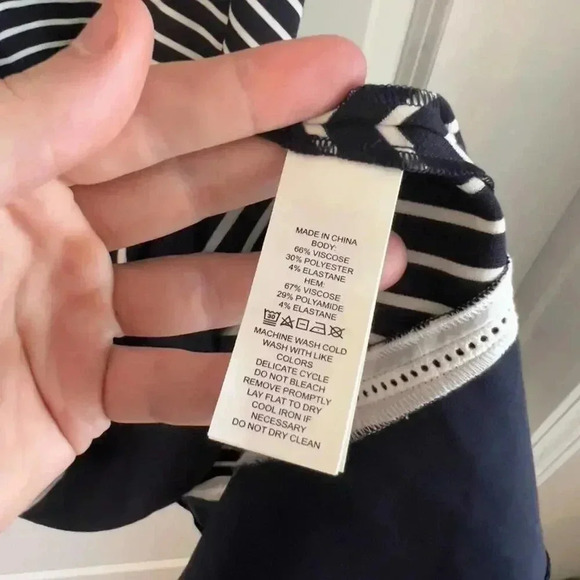 MADE IN CHINA
BODY:
66% VISCOSE
30% POLYESTER
4% ELASTANE
HEM:
67% VISCOSE
29% POLYAMIDE
4% ELASTANE
30
MACHINE WASH COLD
WASH WITH LIKE
COLORS
DELICATE CYCLE
DO NOT BLEACH
REMOVE PROMPTLY
LAY FLAT TO DRY
COOL IRON IF
NECESSARY
DO NOT DRY CLEAN